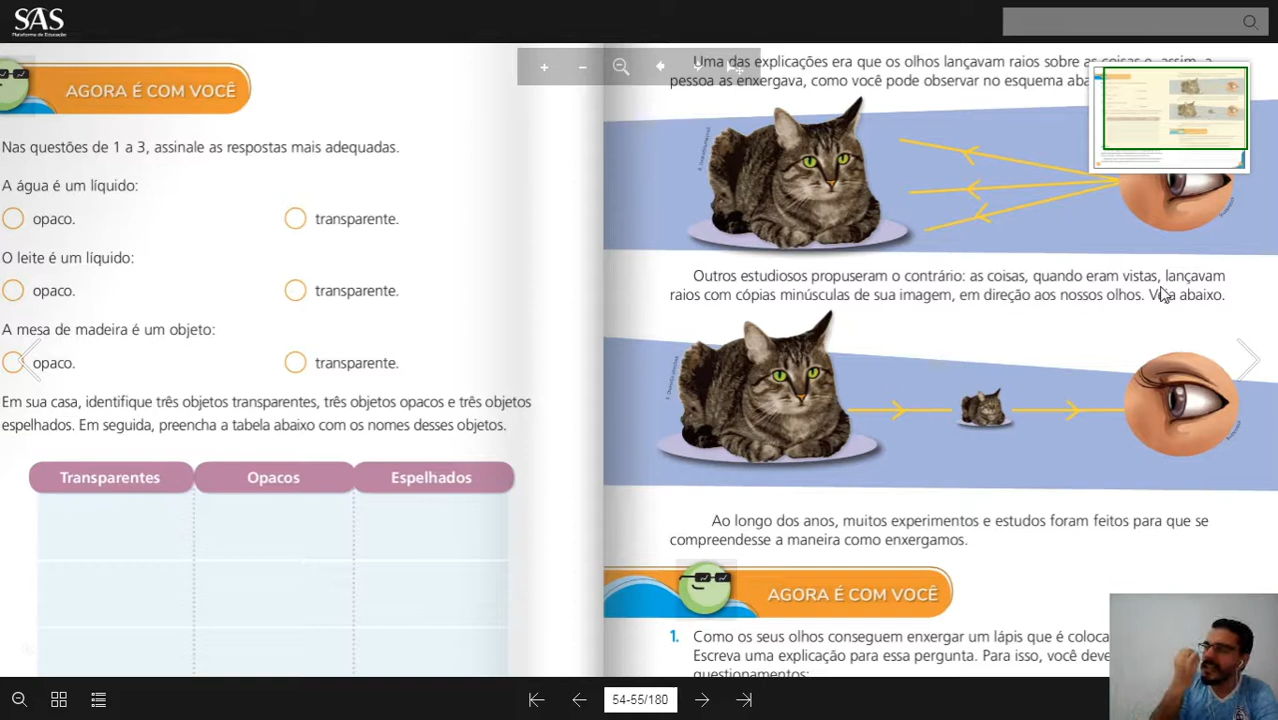 SAS
Plataforma de Educação
AGORA É COM VOCÊ
Nas questões de 1 a 3, assinale as respostas mais adequadas.
A água é um líquido:
opaco.
transparente.
O leite é um líquido:
opaco.
transparente.
A mesa de madeira é um objeto:
opaco.
transparente.
Em sua casa, identifique três objetos transparentes, três objetos opacos e três objetos
espelhados. Em seguida, preencha a tabela abaixo com os nomes desses objetos.
Transparentes
Opacos
Espelhados
Uma das explicações era que os olhos lançavam raios sobre as coisas e, assim, a
pessoa as enxergava, como você pode observar no esquema
Outros estudiosos propuseram o contrário: as coisas, quando eram vistas, lançavam
raios com cópias minúsculas de sua imagem, em direção aos nossos olhos. Veja abaixo.
Ao longo dos anos, muitos experimentos e estudos foram feitos para que se
compreendesse a maneira como enxergamos.
AGORA É COM VOCÊ
1. Como os seus olhos conseguem enxergar um lápis que é
Escreva uma explicação para essa pergunta. Para isso, você
questionamentos:
54-55/180